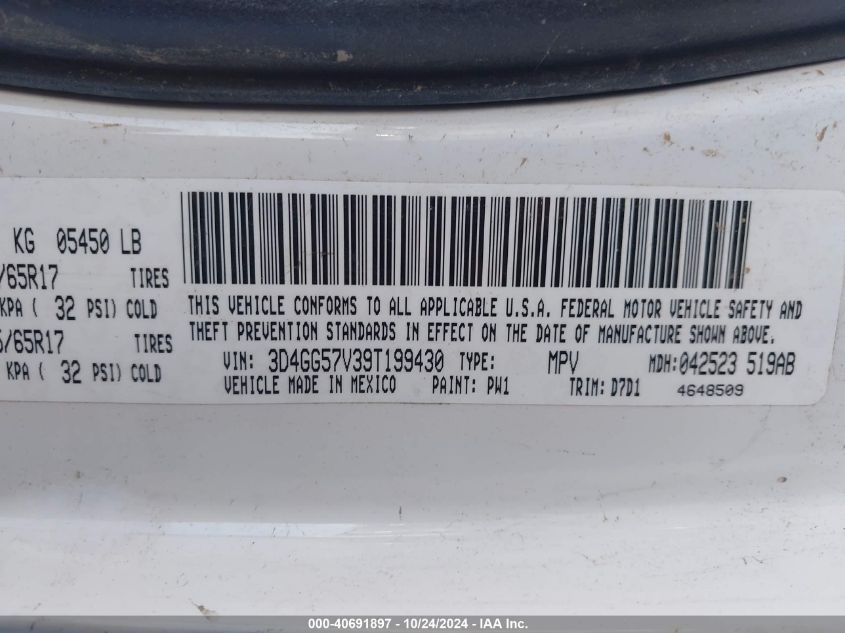 KG 05450 LB
/65R17 TIRES
KPA ( 32 PSI) COLD
/65R17 TIRES
KPA ( 32 PSI) COLD
THIS VEHICLE CONFORMS TO ALL APPLICABLE U.S.A. FEDERAL MOTOR VEHICLE SAFETY AND
THEFT PREVENTION STANDARDS IN EFFECT ON THE DATE OF MANUFACTURE SHOWN ABOVE.
VIN: 3D4GG57V39T199430 TYPE: MPV MDH:042523 519AB
VEHICLE MADE IN MEXICO PAINT: PW1 TRIM: D7D1 4648509
000-40691897 - 10/24/2024 - IAA Inc.